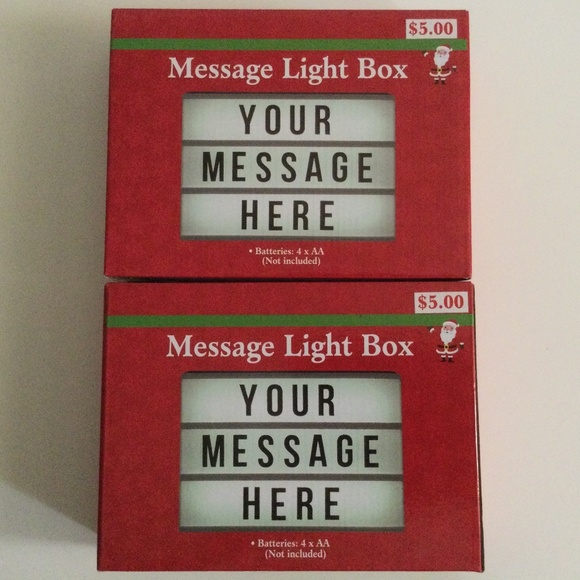 $5.00
Message Light Box
YOUR
MESSAGE
HERE
• Batteries: 4 x AA
(Not included)
$5.00
Message Light Box
YOUR
MESSAGE
HERE
• Batteries: 4 x AA
(Not included)